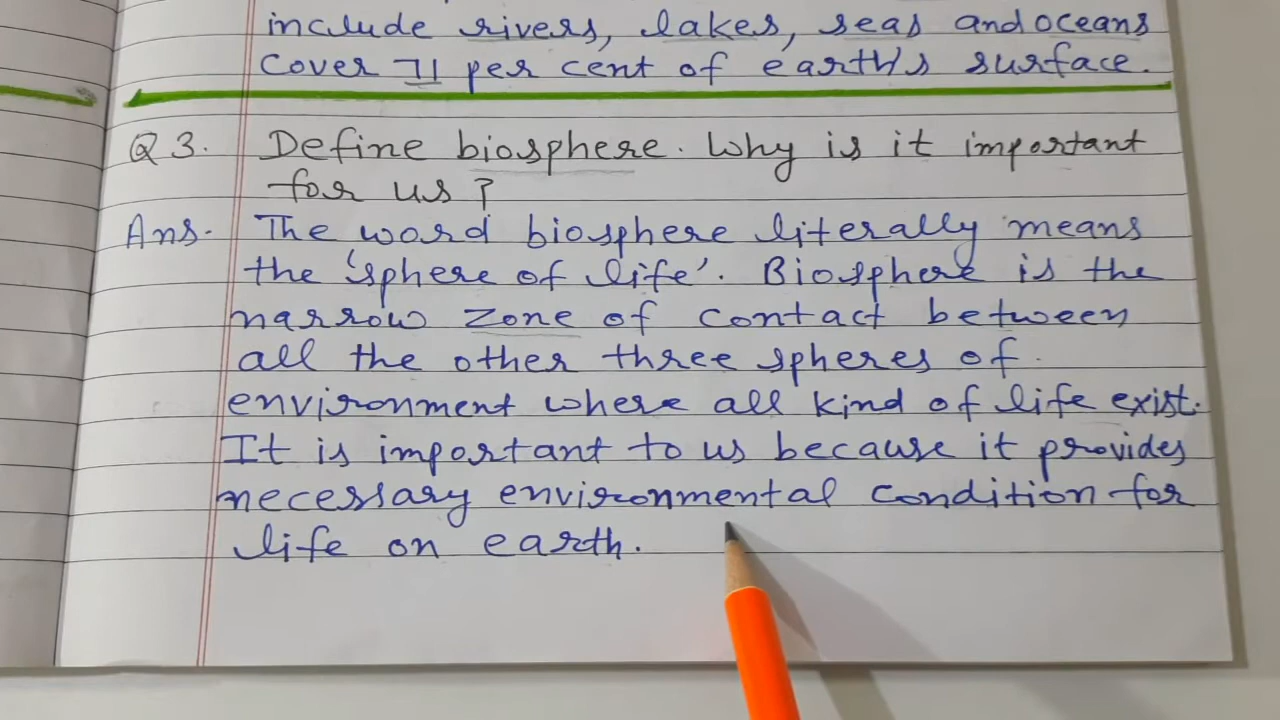 include rivers, lakes, seas and oceans
cover 71 per cent of earth's surface.
Q 3. Define biosphere. Why is it important
for us?
Ans. The word biosphere literally means
the 'sphere of life'. Biosphere is the
narrow zone of contact between
all the other three spheres of
environment where all kind of life exist.
It is important to us because it provides
necessary environmental condition for
life on earth.